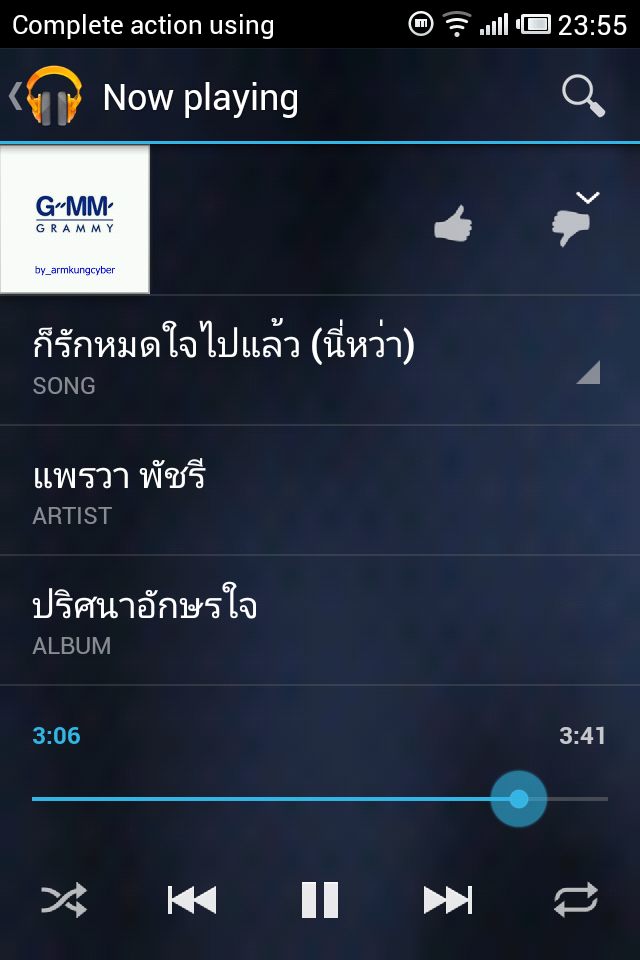 Complete action using
23:55
Now playing
G-MM-
GRAMMY
by_armkungcyber
ก็รักหมดใจไปแล้ว (นี่หว่า)
SONG
แพรวา พัชรี
ARTIST
ปริศนาอักษรใจ
ALBUM
3:06
3:41